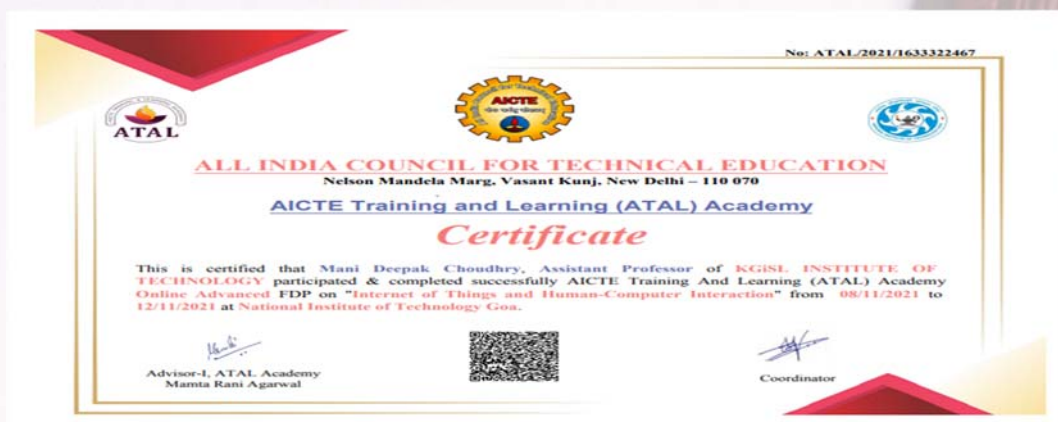 No: ATAL/2021/1633322467
ATAL
AICTE
ALL INDIA COUNCIL FOR TECHNICAL EDUCATION
Nelson Mandela Marg, Vasant Kunj, New Delhi – 110 070
AICTE Training and Learning (ATAL) Academy
Certificate
This is certified that Mani Deepak Choudhry, Assistant Professor of KGiSL INSTITUTE OF
TECHNOLOGY participated & completed successfully AICTE Training And Learning (ATAL) Academy
Online Advanced FDP on "Internet of Things and Human-Computer Interaction" from 08/11/2021 to
12/11/2021 at National Institute of Technology Goa.
Advisor-I, ATAL Academy
Mamta Rani Agarwal
Coordinator